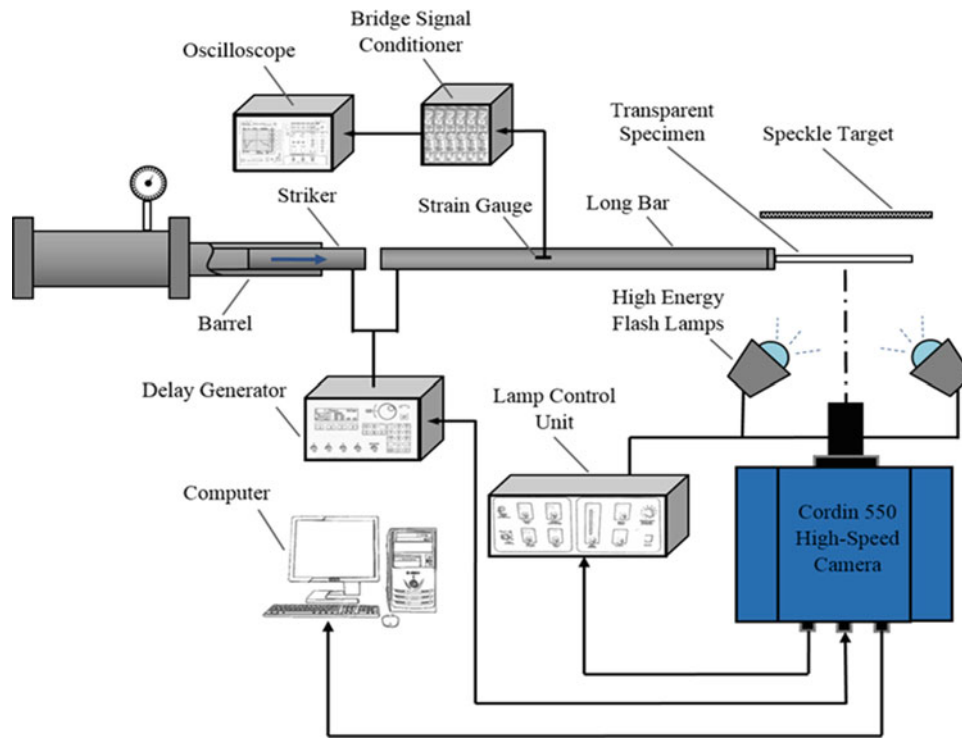 Bridge Signal
Conditioner
Oscilloscope
Transparent
Specimen
Speckle Target
Striker
Strain Gauge
Long Bar
Barrel
High Energy
Flash Lamps
Delay Generator
Lamp Control
Unit
Computer
Cordin 550
High-Speed
Camera